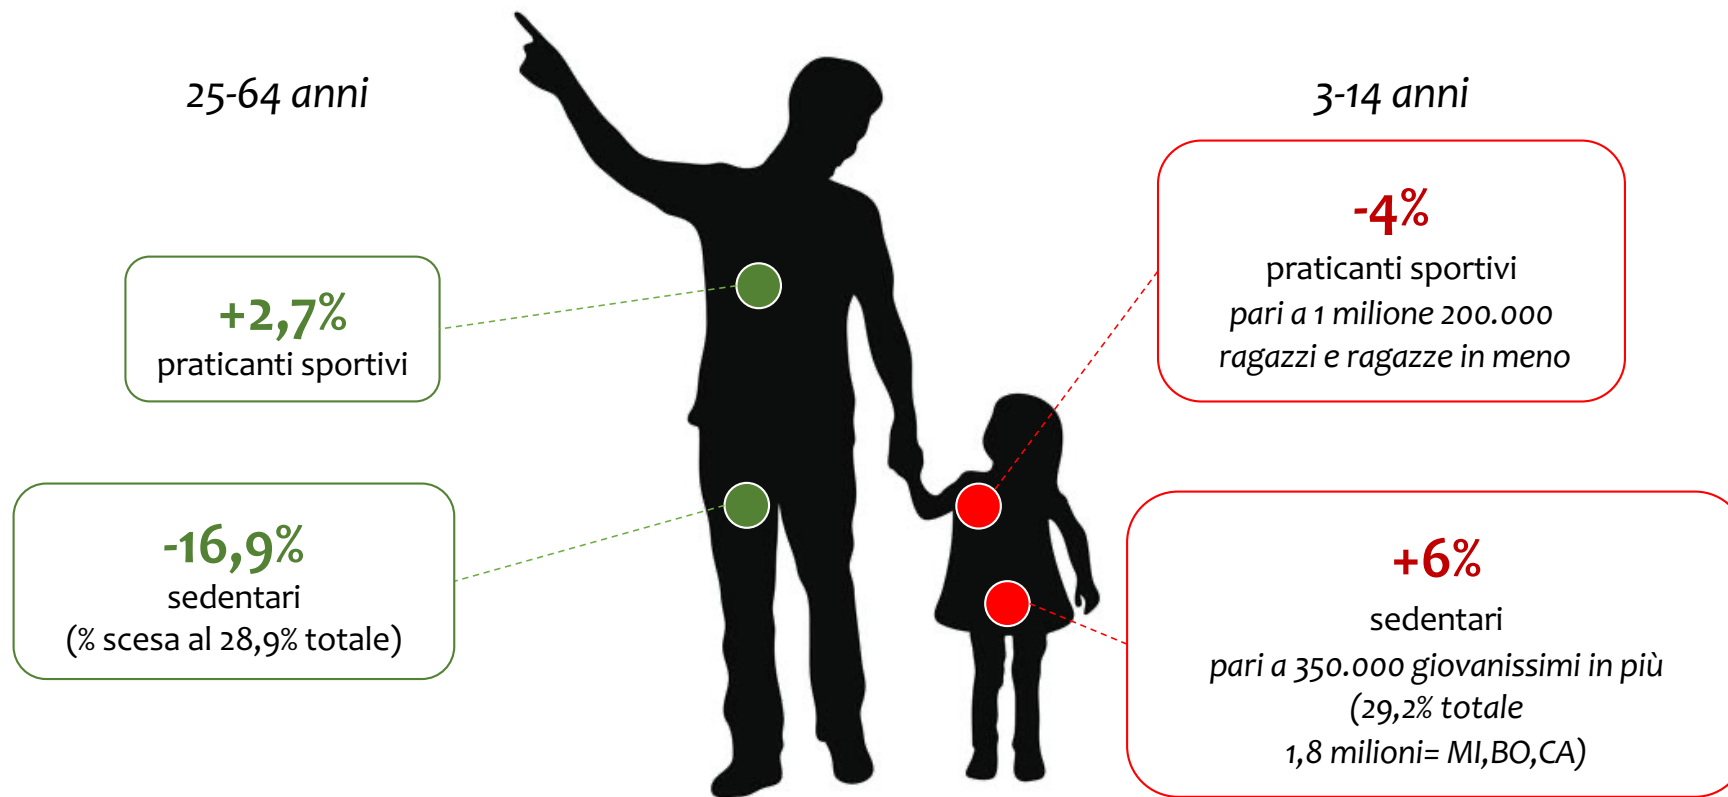 25-64 anni
+2,7%
praticanti sportivi
-16,9%
sedentari
(% scesa al 28,9% totale)
3-14 anni
-4%
praticanti sportivi
pari a 1 milione 200.000
ragazzi e ragazze in meno
+6%
sedentari
pari a 350.000 giovanissimi in più
(29,2% totale
1,8 milioni= MI,BO,CA)